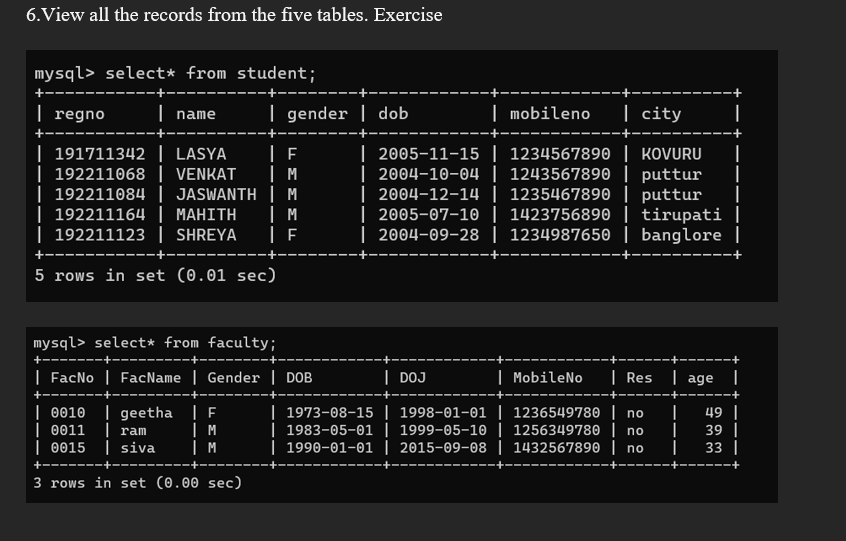 6.View all the records from the five tables. Exercise
mysql> select* from student;
+-----------+----------+--------+------------+------------+----------+
| regno     | name     | gender | dob        | mobileno   | city     |
+-----------+----------+--------+------------+------------+----------+
| 191711342 | LASYA    | F      | 2005-11-15 | 1234567890 | KOVURU   |
| 192211068 | VENKAT   | M      | 2004-10-04 | 1243567890 | puttur   |
| 192211084 | JASWANTH | M      | 2004-12-14 | 1235467890 | puttur   |
| 192211164 | MAHITH   | M      | 2005-07-10 | 1423756890 | tirupati |
| 192211123 | SHREYA   | F      | 2004-09-28 | 1234987650 | banglore |
+-----------+----------+--------+------------+------------+----------+
5 rows in set (0.01 sec)
mysql> select* from faculty;
+-------+---------+--------+------------+------------+------------+------+------+
| FacNo | FacName | Gender | DOB        | DOJ        | MobileNo   | Res  | age  |
+-------+---------+--------+------------+------------+------------+------+------+
| 0010  | geetha  | F      | 1973-08-15 | 1998-01-01 | 1236549780 | no   |   49 |
| 0011  | ram     | M      | 1983-05-01 | 1999-05-10 | 1256349780 | no   |   39 |
| 0015  | siva    | M      | 1990-01-01 | 2015-09-08 | 1432567890 | no   |   33 |
+-------+---------+--------+------------+------------+------------+------+------+
3 rows in set (0.00 sec)